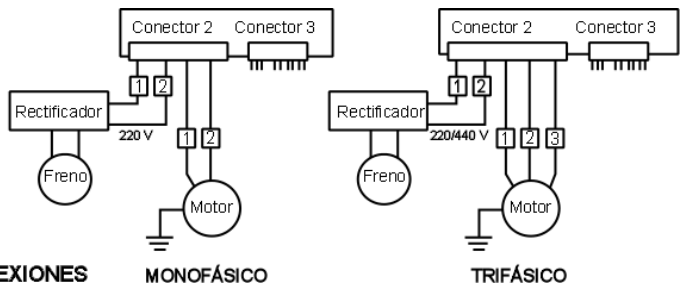 Conector 2 Conector 3
1 2
Rectificador
220 V
1 2
Freno
Motor
MONOFÁSICO
Conector 2 Conector 3
1 2
Rectificador
220/440 V
1 2 3
Freno
Motor
TRIFÁSICO
EXIONES